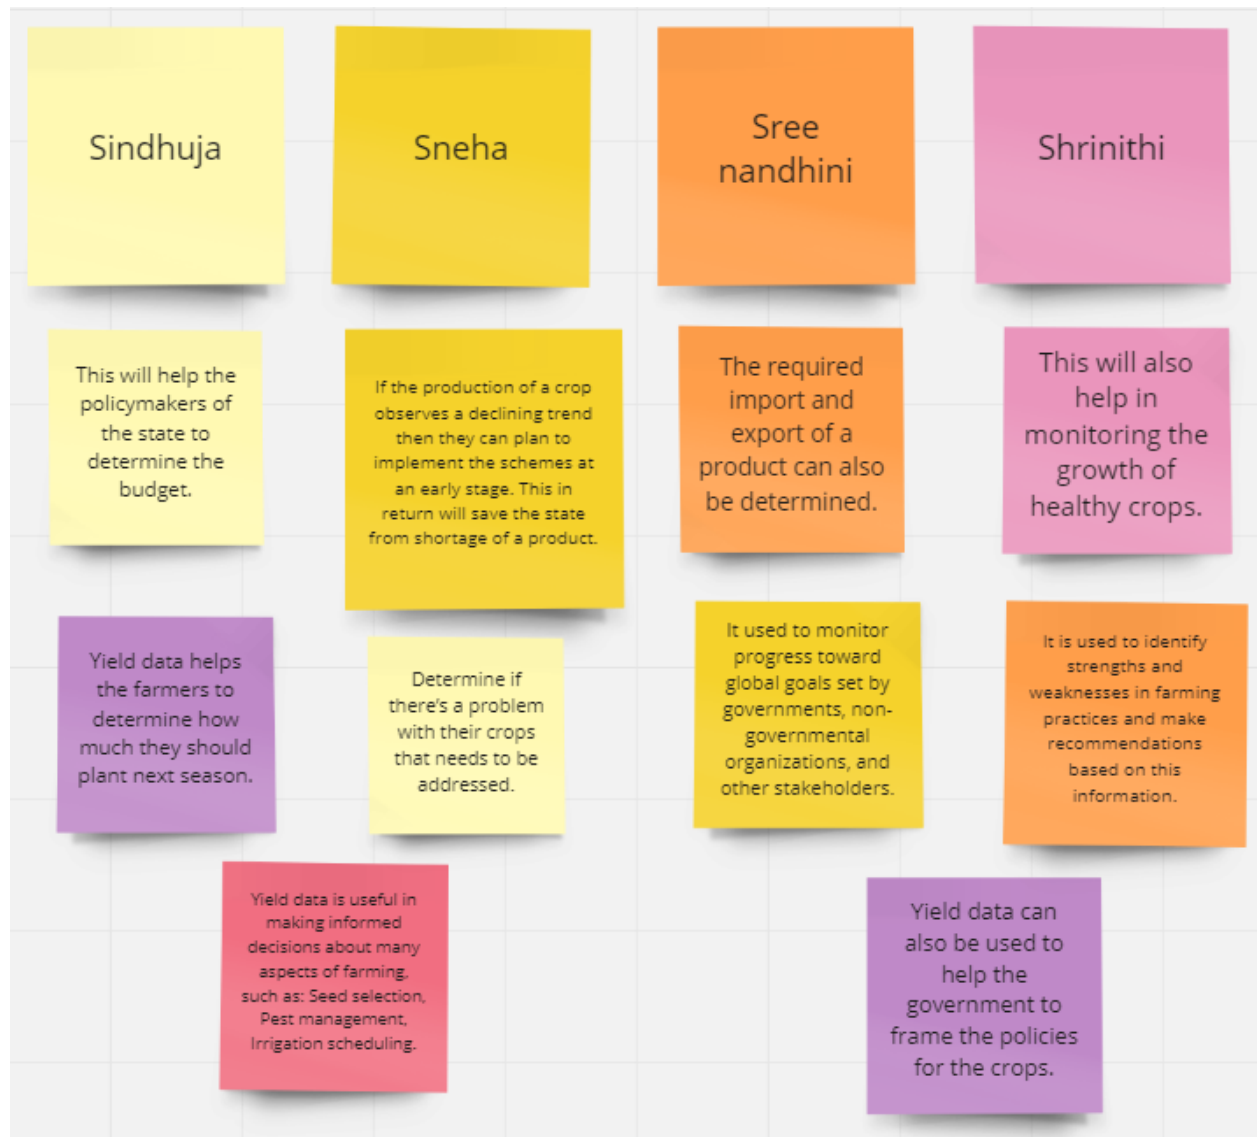 Sindhuja
Sneha
Sree
nandhini
Shrinithi
This will help the
policymakers of
the state to
determine the
budget.
If the production of a crop
observes a declining trend
then they can plan to
implement the schemes at
an early stage. This in
return will save the state
from shortage of a product.
The required
import and
export of a
product can also
be determined.
This will also
help in
monitoring the
growth of
healthy crops.
Yield data helps
the farmers to
determine how
much they should
plant next season.
Determine if
there's a problem
with their crops
that needs to be
addressed.
It used to monitor
progress toward
global goals set by
governments, non-
governmental
organizations, and
other stakeholders.
It is used to identify
strengths and
weaknesses in farming
practices and make
recommendations
based on this
information.
Yield data is useful in
making informed
decisions about many
aspects of farming,
such as: Seed selection,
Pest management,
Irrigation scheduling.
Yield data can
also be used to
help the
government to
frame the policies
for the crops.